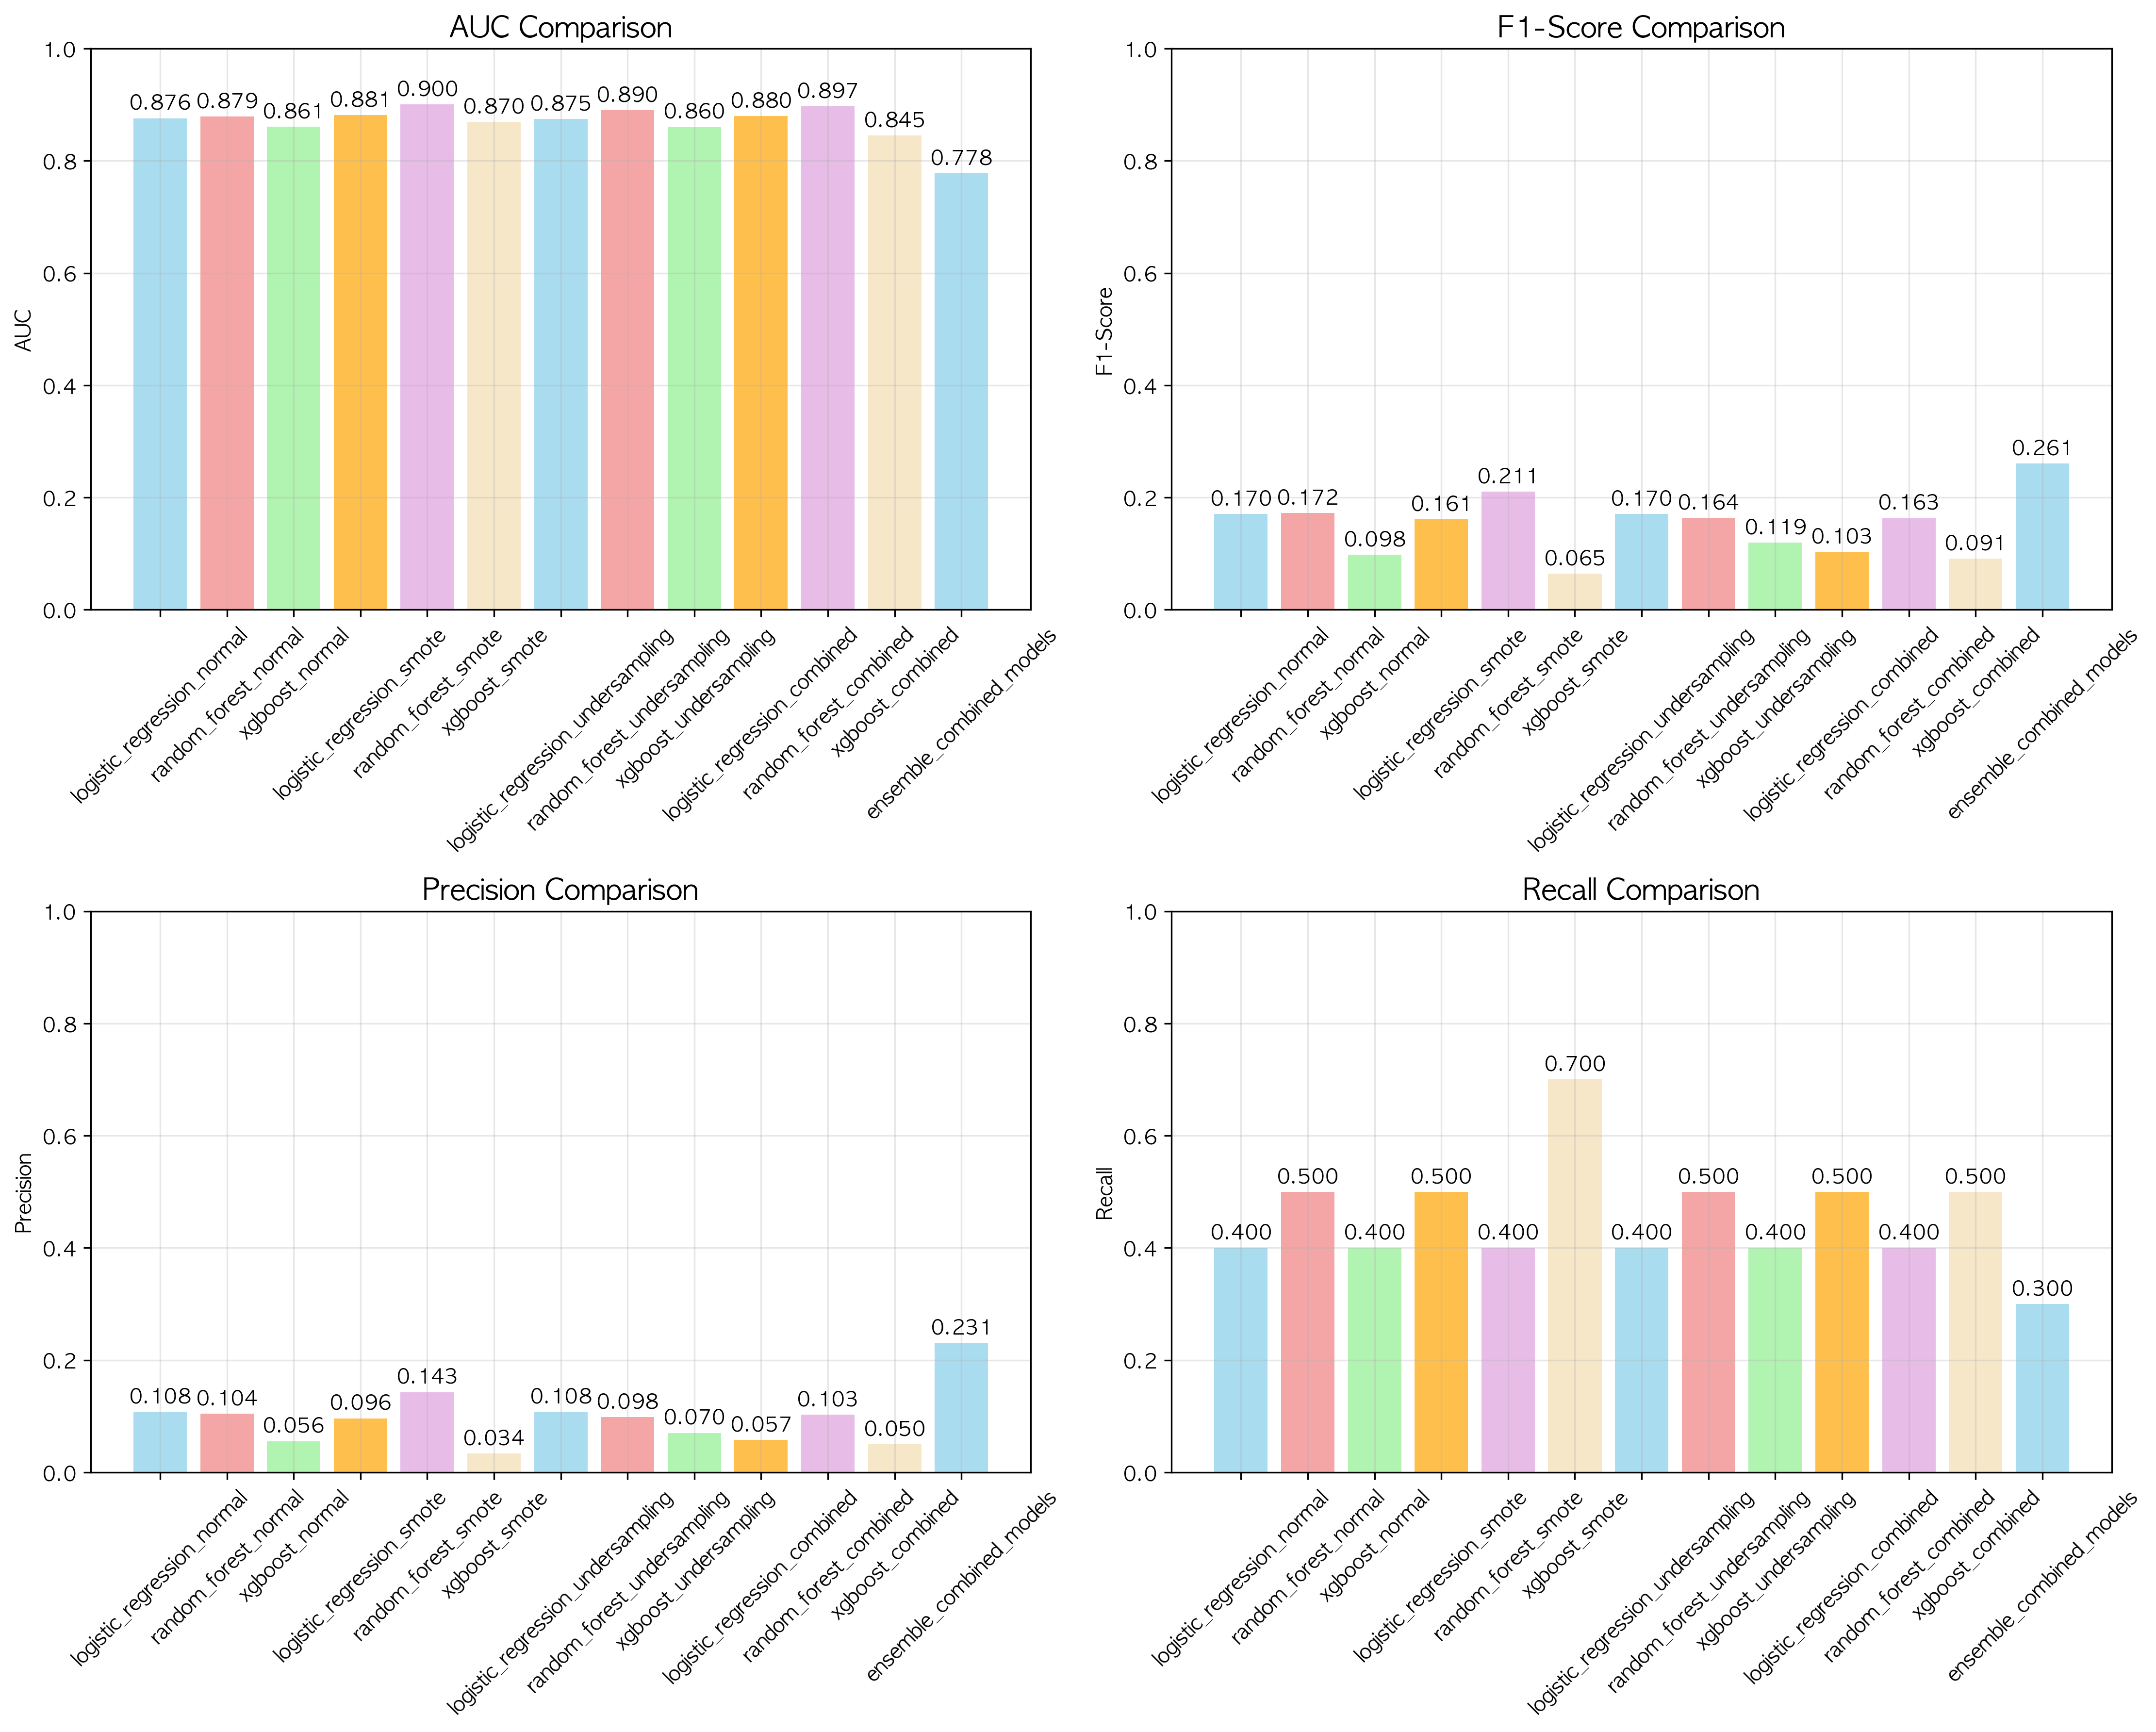 AUC Comparison
AUC
1.0
0.8
0.6
0.4
0.2
0.0
0.876
0.879
0.861
0.881
0.900
0.870
0.875
0.890
0.860
0.880
0.897
0.845
0.778
logistic_regression_normal
random_forest_normal
xgboost_normal
logistic_regression_smote
random_forest_smote
xgboost_smote
logistic_regression_undersampling
random_forest_undersampling
xgboost_undersampling
logistic_regression_combined
random_forest_combined
xgboost_combined
ensemble_combined_models
F1-Score Comparison
F1-Score
1.0
0.8
0.6
0.4
0.2
0.0
0.170
0.172
0.098
0.161
0.211
0.065
0.170
0.164
0.119
0.103
0.163
0.091
0.261
logistic_regression_normal
random_forest_normal
xgboost_normal
logistic_regression_smote
random_forest_smote
xgboost_smote
logistic_regression_undersampling
random_forest_undersampling
xgboost_undersampling
logistic_regression_combined
random_forest_combined
xgboost_combined
ensemble_combined_models
Precision Comparison
Precision
1.0
0.8
0.6
0.4
0.2
0.0
0.108
0.104
0.056
0.096
0.143
0.034
0.108
0.098
0.070
0.057
0.103
0.050
0.231
logistic_regression_normal
random_forest_normal
xgboost_normal
logistic_regression_smote
random_forest_smote
xgboost_smote
logistic_regression_undersampling
random_forest_undersampling
xgboost_undersampling
logistic_regression_combined
random_forest_combined
xgboost_combined
ensemble_combined_models
Recall Comparison
Recall
1.0
0.8
0.6
0.4
0.2
0.0
0.400
0.500
0.400
0.500
0.400
0.700
0.400
0.500
0.400
0.500
0.400
0.500
0.300
logistic_regression_normal
random_forest_normal
xgboost_normal
logistic_regression_smote
random_forest_smote
xgboost_smote
logistic_regression_undersampling
random_forest_undersampling
xgboost_undersampling
logistic_regression_combined
random_forest_combined
xgboost_combined
ensemble_combined_models